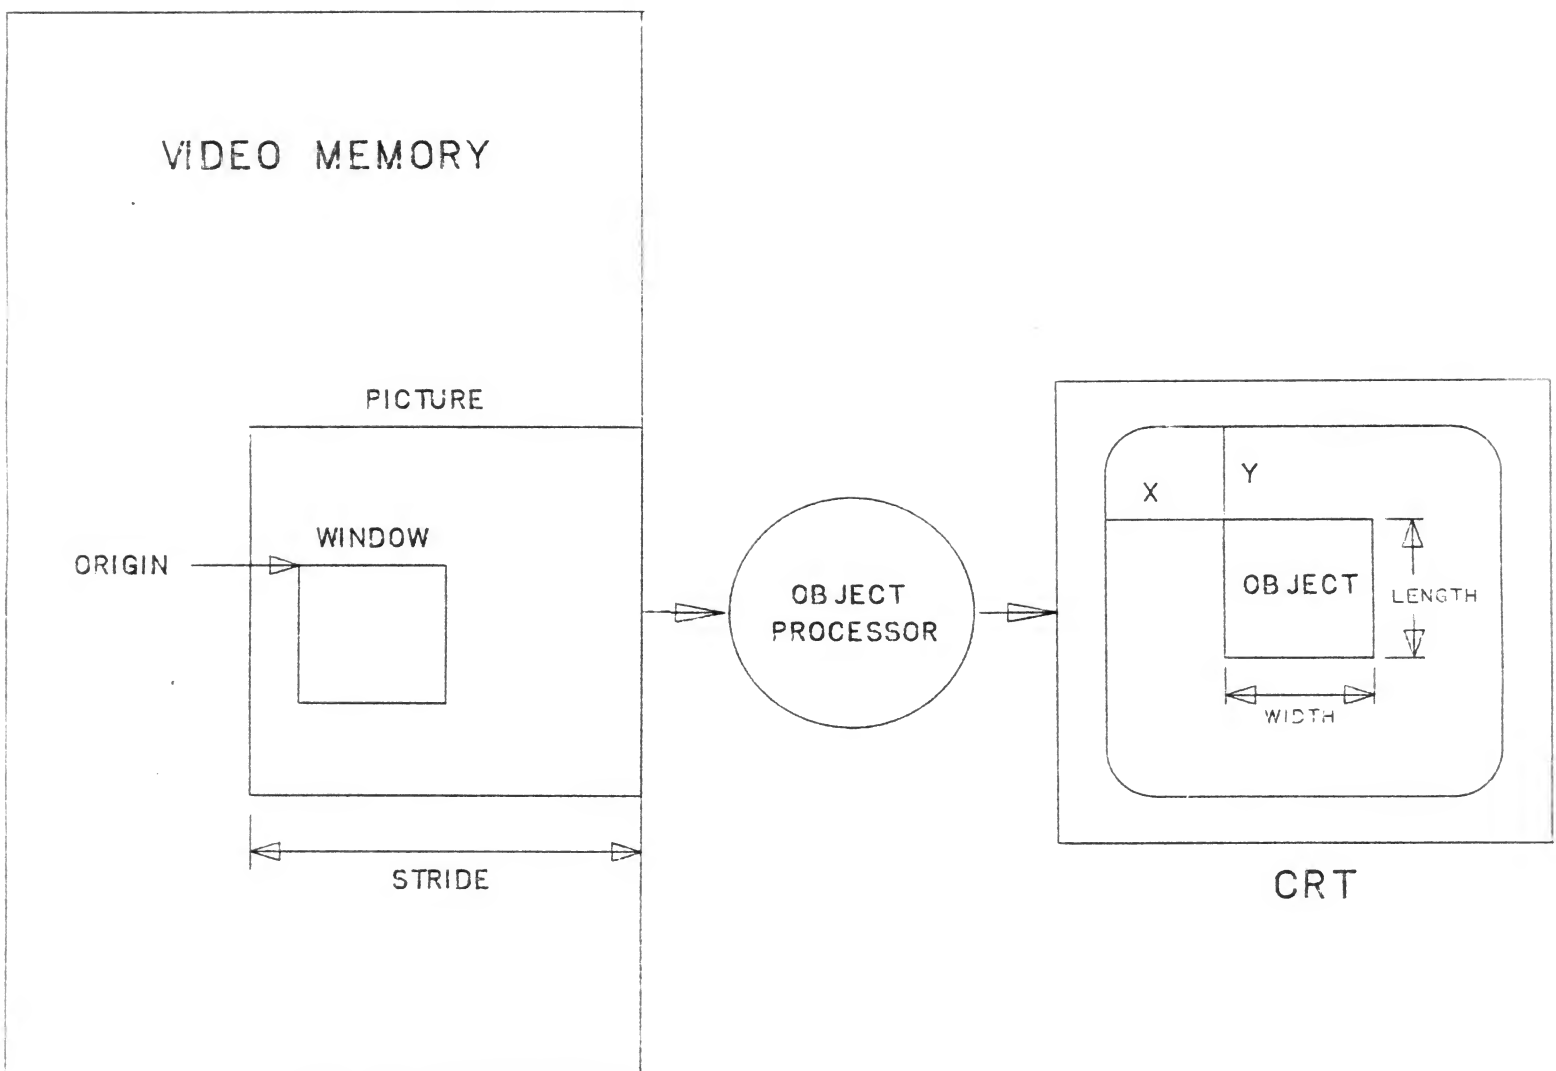 VIDEO MEMORY
PICTURE
WINDOW
ORIGIN
STRIDE
OBJECT
PROCESSOR
Y
X
OBJECT
LENGTH
WIDTH
CRT